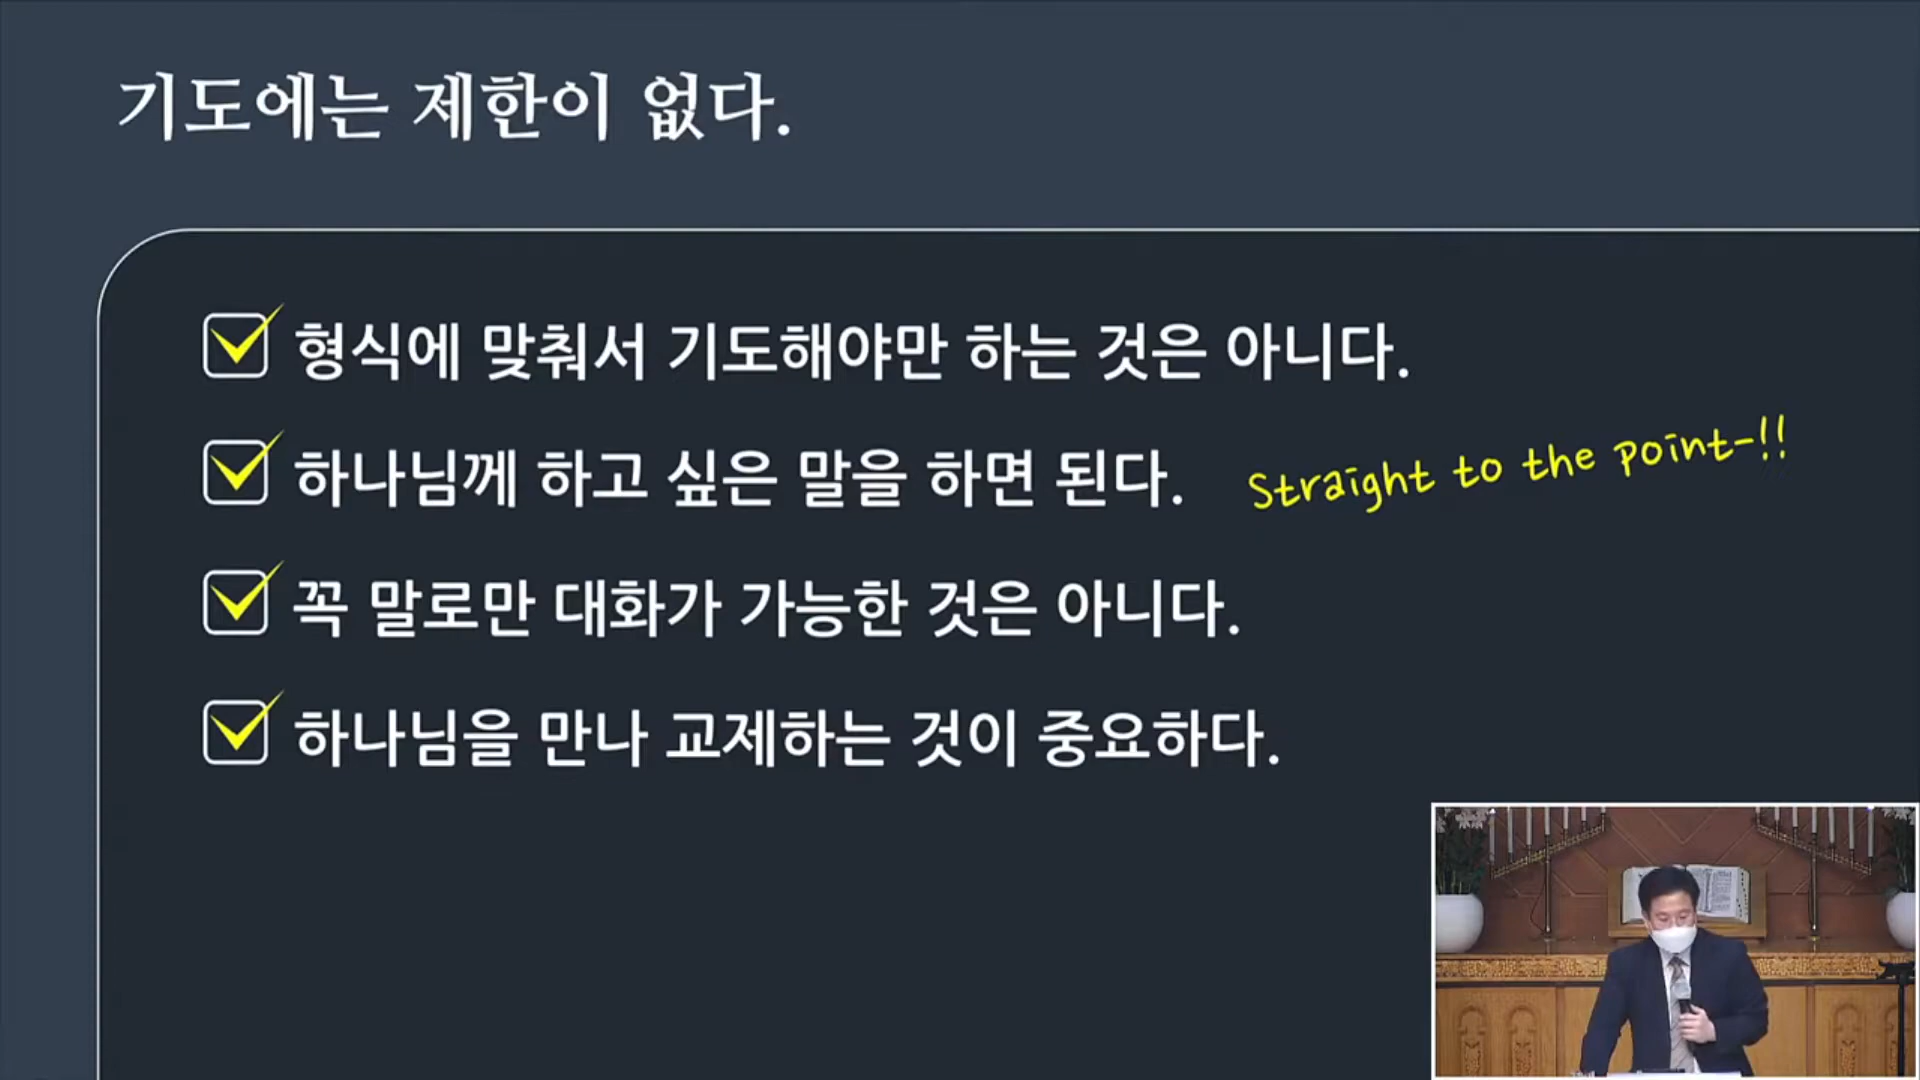 기도에는 제한이 없다.
형식에 맞춰서 기도해야만 하는 것은 아니다.
하나님께 하고 싶은 말을 하면 된다. Straight to the point-!!
꼭 말로만 대화가 가능한 것은 아니다.
하나님을 만나 교제하는 것이 중요하다.